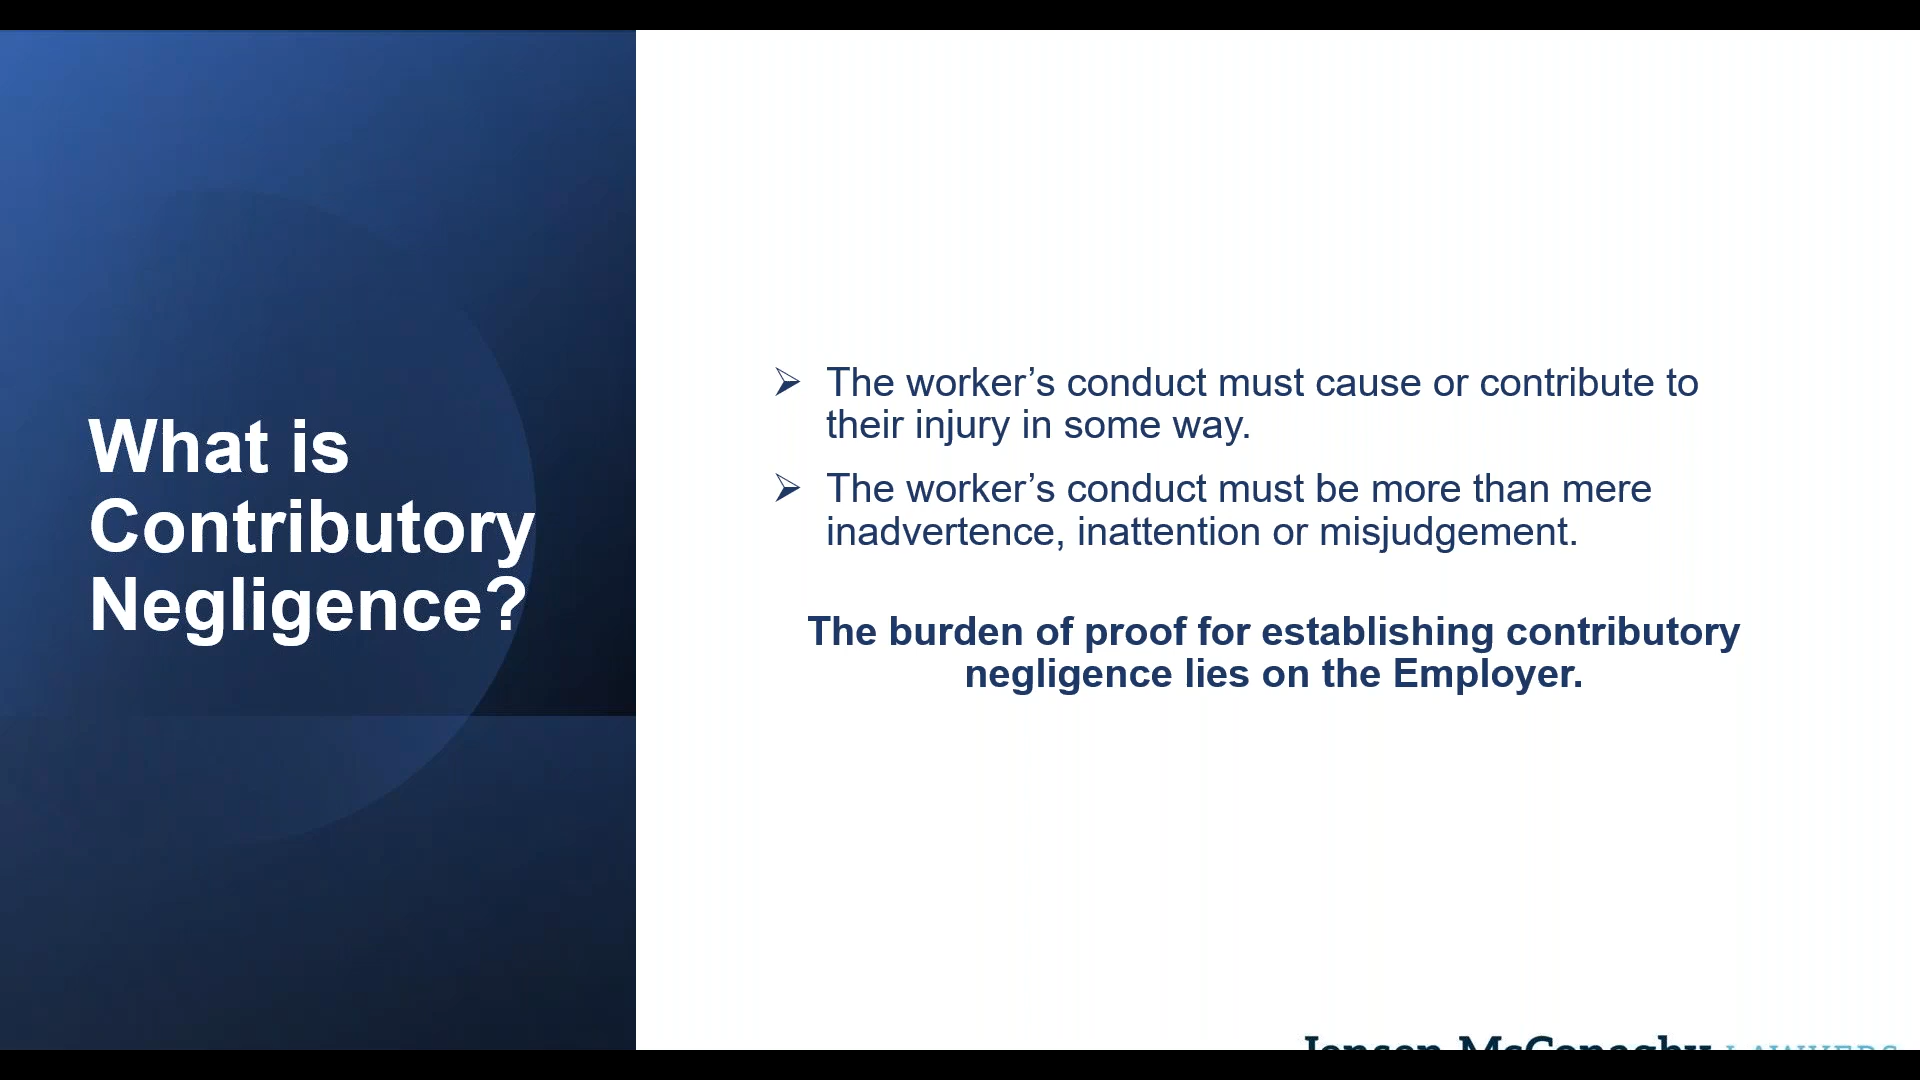 What is
Contributory
Negligence?
The worker’s conduct must cause or contribute to
their injury in some way.
The worker’s conduct must be more than mere
inadvertence, inattention or misjudgement.
The burden of proof for establishing contributory
negligence lies on the Employer.
Jensen McConaghy LAWYERS